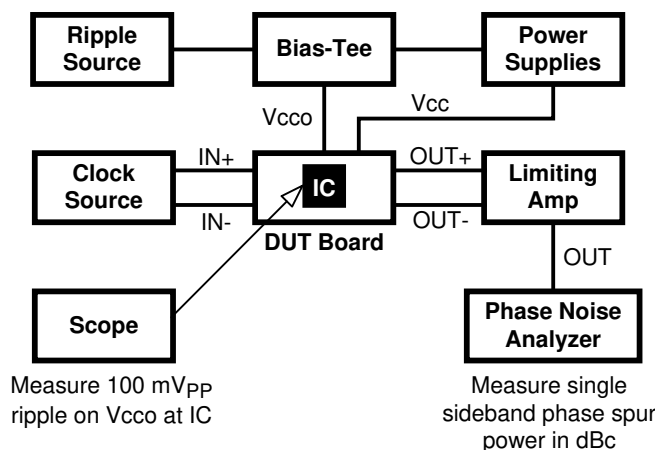 Ripple
Source
Bias-Tee
Power
Supplies
Vcco
Vcc
Clock
Source
IN+
IN-
IC
DUT Board
OUT+
OUT-
Limiting
Amp
OUT
Scope
Phase Noise
Analyzer
Measure 100 mVPP
ripple on Vcco at IC
Measure single
sideband phase spur
power in dBc